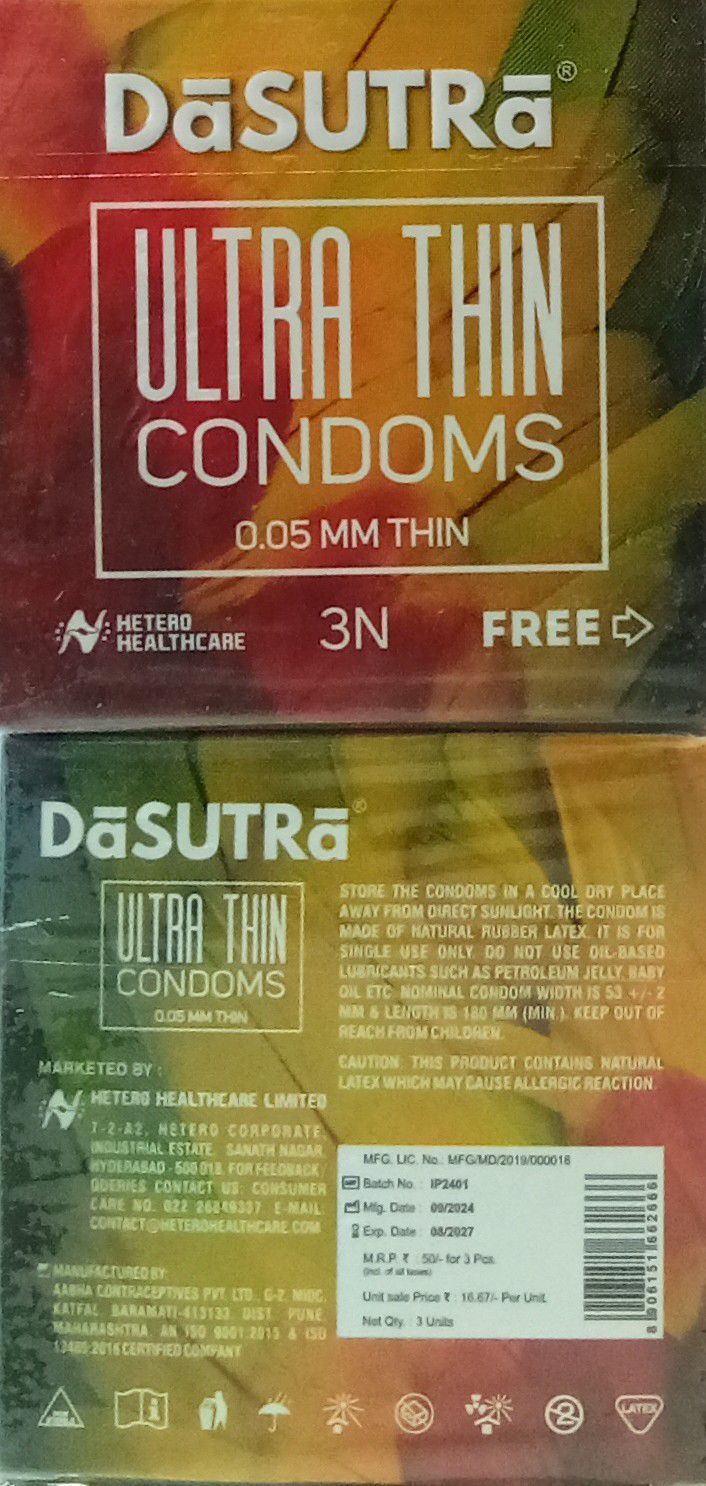 DāSUTRā®
ULTRA THIN
CONDOMS
0.05 MM THIN
HETERO
HEALTHCARE
3N
FREE
DāSUTRā®
ULTRA THIN
CONDOMS
0.05 MM THIN
STORE THE CONDOMS IN A COOL DRY PLACE
AWAY FROM DIRECT SUNLIGHT. THE CONDOM IS
MADE OF NATURAL RUBBER LATEX. IT IS FOR
SINGLE USE ONLY. DO NOT USE OIL-BASED
LUBRICANTS SUCH AS PETROLEUM JELLY, BABY
OIL ETC. NOMINAL CONDOM WIDTH IS 53 +/- 2
MM & LENGTH IS 180 MM (MIN.). KEEP OUT OF
REACH FROM CHILDREN.
CAUTION: THIS PRODUCT CONTAINS NATURAL
LATEX WHICH MAY CAUSE ALLERGIC REACTION.
MARKETED BY :
HETERO HEALTHCARE LIMITED
7-2-A2, HETERO CORPORATE,
INDUSTRIAL ESTATE, SANATH NAGAR,
HYDERABAD - 500 018. FOR FEEDBACK/
QUERIES CONTACT US: CONSUMER
CARE NO. 022 E-MAIL:
CONTACT@HETEROHEALTHCARE.COM
MANUFACTURED BY:
AABHA CONTRACEPTIVES PVT. LTD., MIDC,
KATFAL, BARAMATI-413133, DIST. PUNE,
MAHARASHTRA. AN ISO 9001:2015 & ISO
13485:2016 CERTIFIED COMPANY
MFG. LIC. No.: MFG/MD/2019/000018
Batch No. : IP2401
Mfg. Date : 09/2024
Exp. Date : 08/2027
M.R.P. ₹ : 50/- for 3 Pcs.
(Incl. of all taxes)
Unit sale Price ₹ : 16.67/- Per Unit.
Net Qty. : 3 Units
8 906151 662666
LATEX